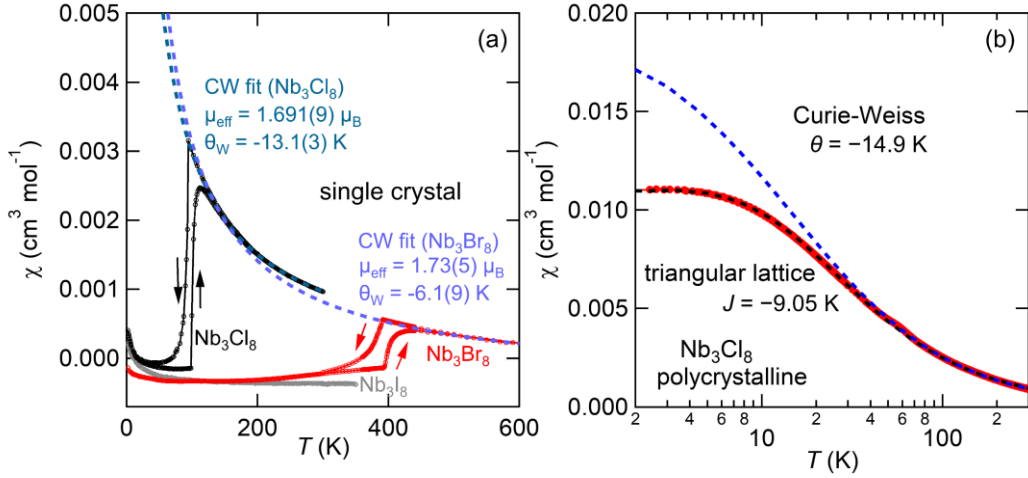 0.005
0.004
0.003
0.002
0.001
0.000
χ (cm³ mol⁻¹)
(a)
CW fit (Nb₃Cl₈)
μeff = 1.691(9) μB
θW = -13.1(3) K
single crystal
CW fit (Nb₃Br₈)
μeff = 1.73(5) μB
θW = -6.1(9) K
Nb₃Cl₈
Nb₃Br₈
Nb₃I₈
0 200 400 600
T (K)
0.020
0.015
0.010
0.005
0.000
χ (cm³ mol⁻¹)
(b)
Curie-Weiss
θ = −14.9 K
triangular lattice
J = −9.05 K
Nb₃Cl₈
polycrystalline
2 4 6 8 10 2 4 6 8 100 2
T (K)